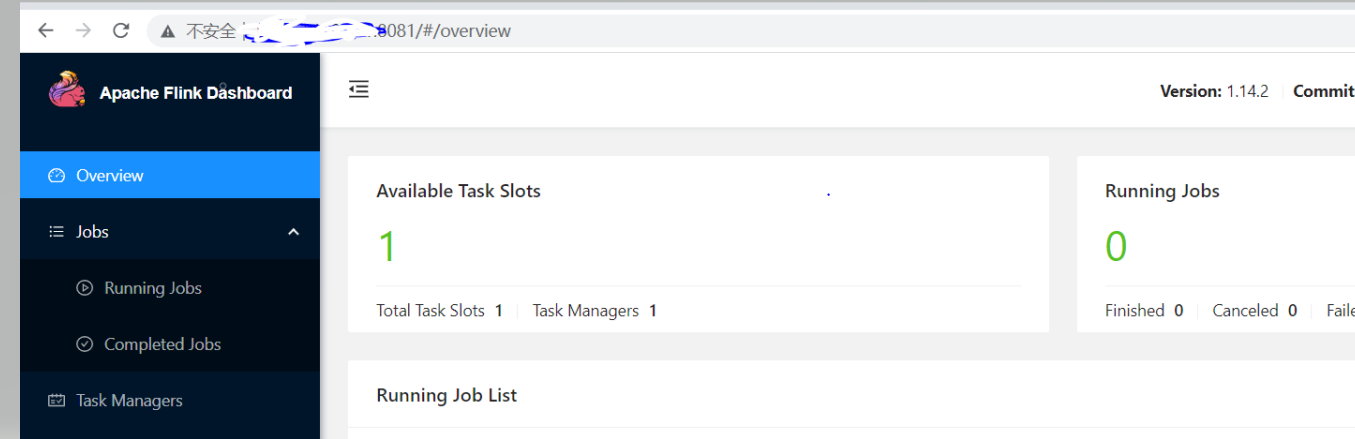 不安全 8081/#/overview
Apache Flink Dashboard
Version: 1.14.2 Commit
Overview
Jobs
Running Jobs
Completed Jobs
Task Managers
Available Task Slots
1
Total Task Slots 1 Task Managers 1
Running Jobs
0
Finished 0 Canceled 0 Faile
Running Job List